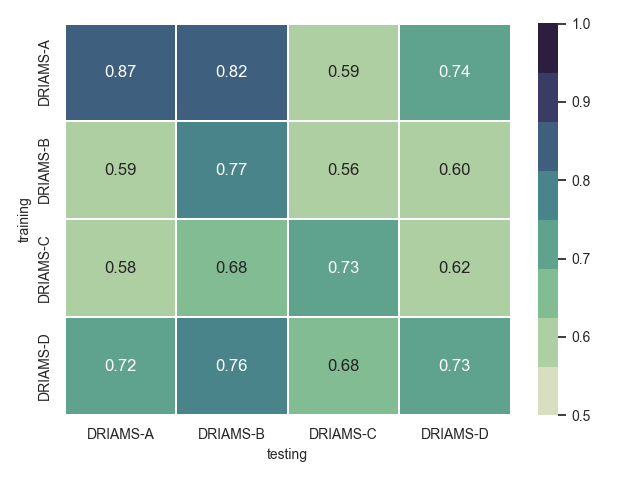 DRIAMS-A
0.87 0.82 0.59 0.74
DRIAMS-B
0.59 0.77 0.56 0.60
DRIAMS-C
0.58 0.68 0.73 0.62
DRIAMS-D
0.72 0.76 0.68 0.73
training
DRIAMS-A DRIAMS-B DRIAMS-C DRIAMS-D
testing
1.0
0.9
0.8
0.7
0.6
0.5